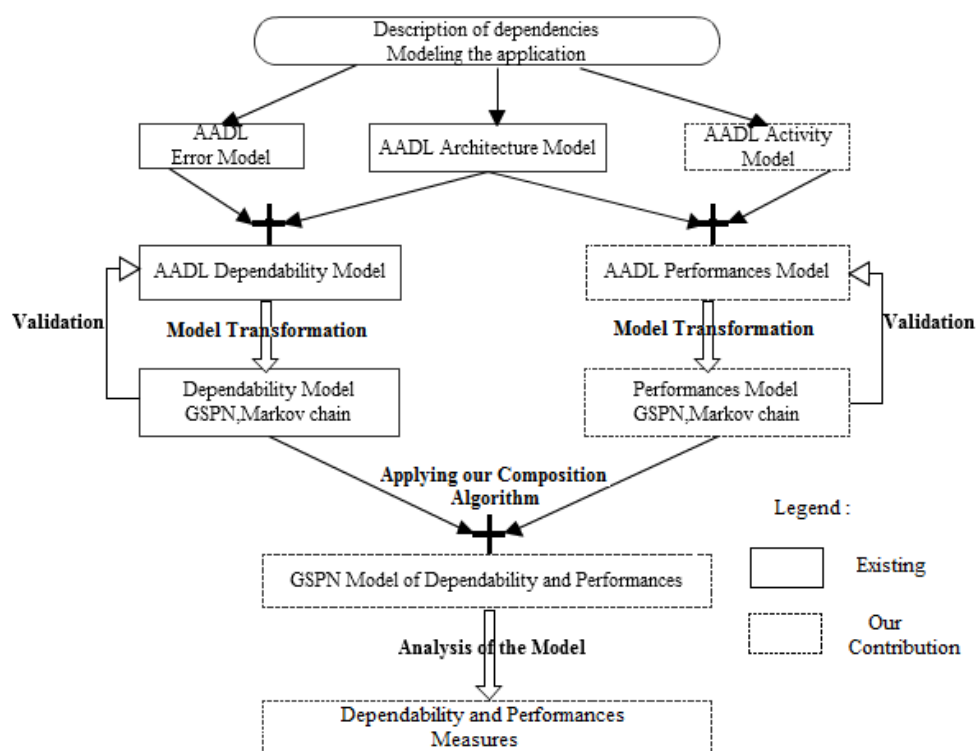 Description of dependencies
Modeling the application
AADL
Error Model
AADL Architecture Model
AADL Activity
Model
AADL Dependability Model
AADL Performances Model
Validation
Model Transformation
Model Transformation
Validation
Dependability Model
GSPN,Markov chain
Performances Model
GSPN,Markov chain
Applying our Composition
Algorithm
Legend :
GSPN Model of Dependability and Performances
Existing
Our
Contribution
Analysis of the Model
Dependability and Performances
Measures